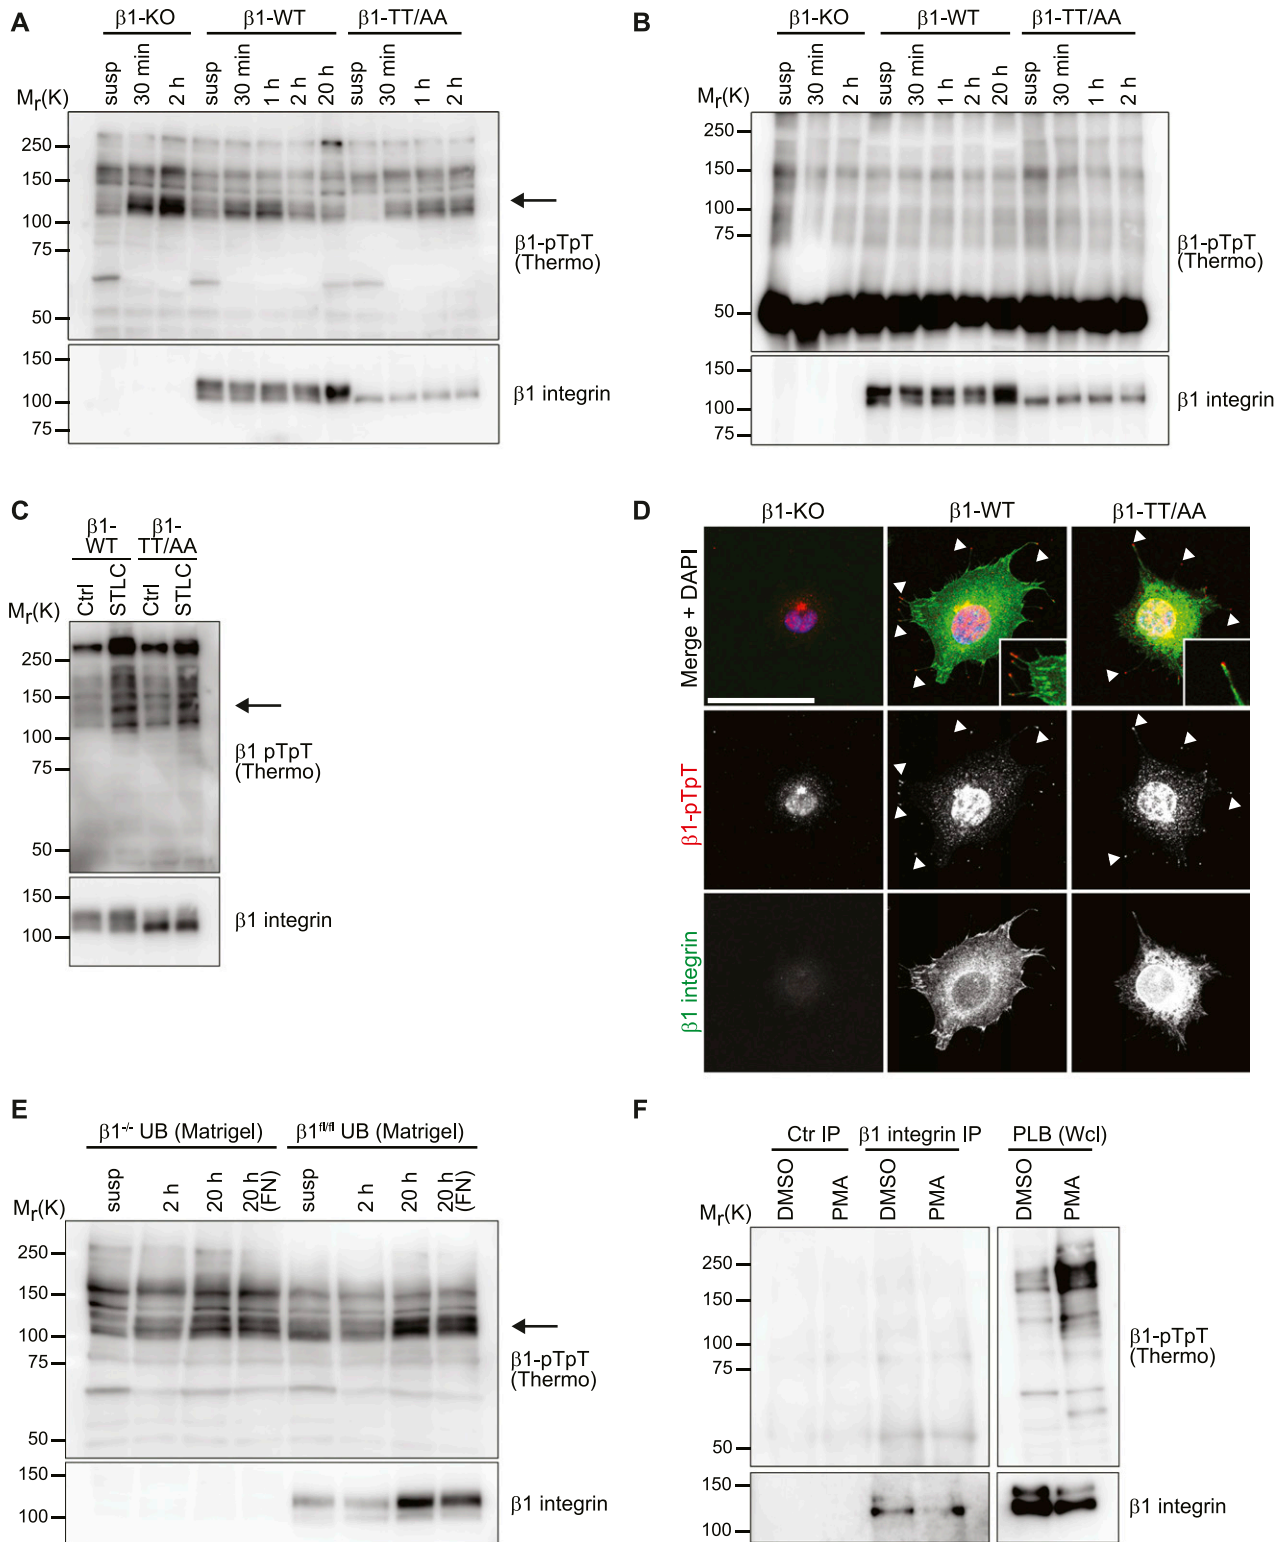 A
β1-KO β1-WT β1-TT/AA
Mr(K) susp 30 min 2 h susp 30 min 1 h 2 h 20 h susp 30 min 1 h 2 h
250
150
100
75
50
β1-pTpT
(Thermo)
150
100
75
β1 integrin
B
β1-KO β1-WT β1-TT/AA
Mr(K) susp 30 min 2 h susp 30 min 1 h 2 h 20 h susp 30 min 1 h 2 h
250
150
100
75
50
β1-pTpT
(Thermo)
150
100
75
β1 integrin
C
β1-WT β1-TT/AA
Mr(K) Ctrl STLC Ctrl STLC
250
150
100
75
50
β1 pTpT
(Thermo)
150
100
β1 integrin
D
β1-KO β1-WT β1-TT/AA
Merge + DAPI
β1-pTpT
β1 integrin
E
β1-/- UB (Matrigel) β1fl/fl UB (Matrigel)
Mr(K) susp 2 h 20 h 20 h (FN) susp 2 h 20 h 20 h (FN)
250
150
100
75
50
β1-pTpT
(Thermo)
150
100
β1 integrin
F
Ctr IP β1 integrin IP PLB (Wcl)
Mr(K) DMSO PMA DMSO PMA DMSO PMA
250
150
100
75
50
β1-pTpT
(Thermo)
150
100
β1 integrin